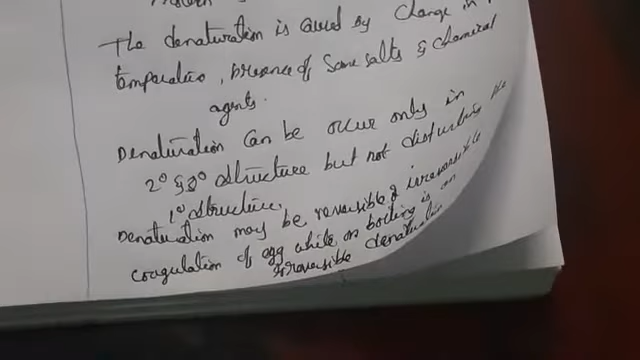 The denaturation is caused by change in
temperature, presence of some salts & chemical
agents.
Denaturation can be occur only in
2° & 3° structure but not disturbing the
1° structure.
Denaturation may be reversible & irreversible
coagulation of egg white on boiling is an
irreversible denaturation